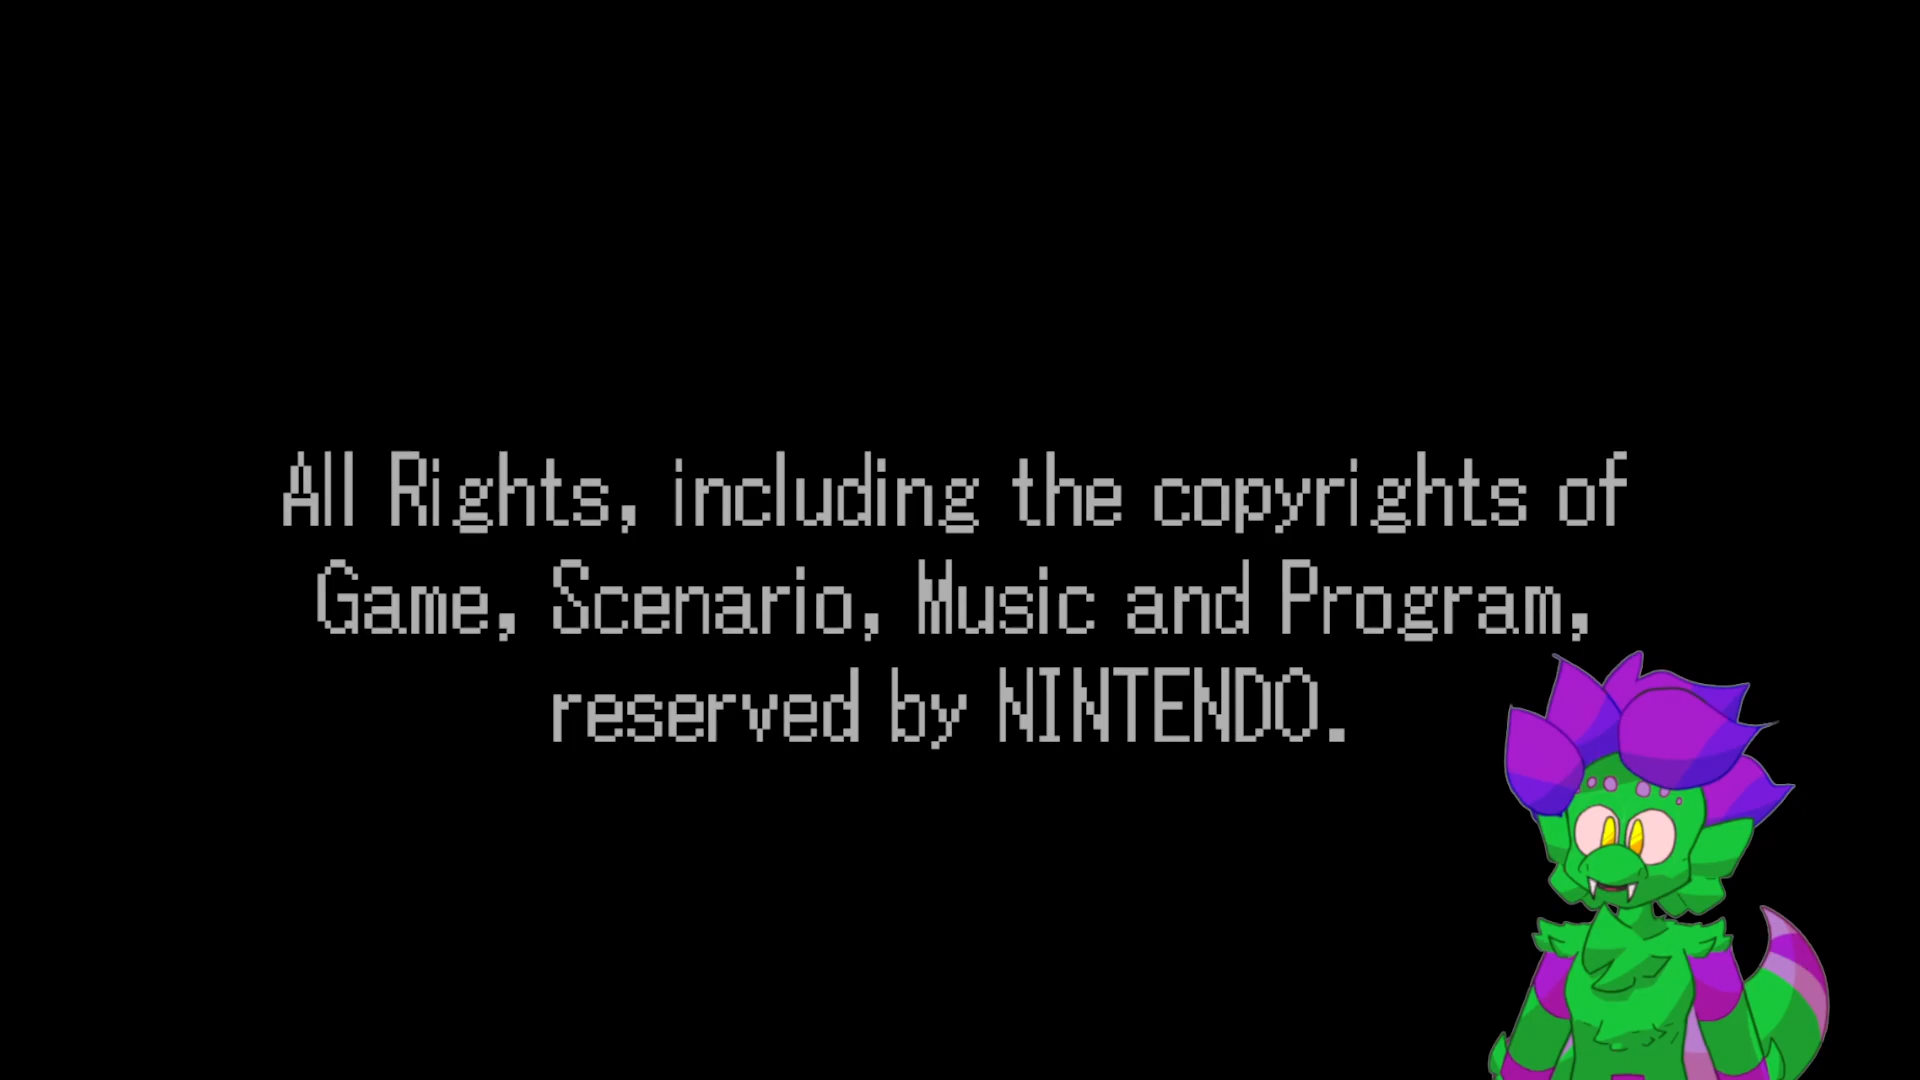 All Rights, including the copyrights of
Game, Scenario, Music and Program,
reserved by NINTENDO.